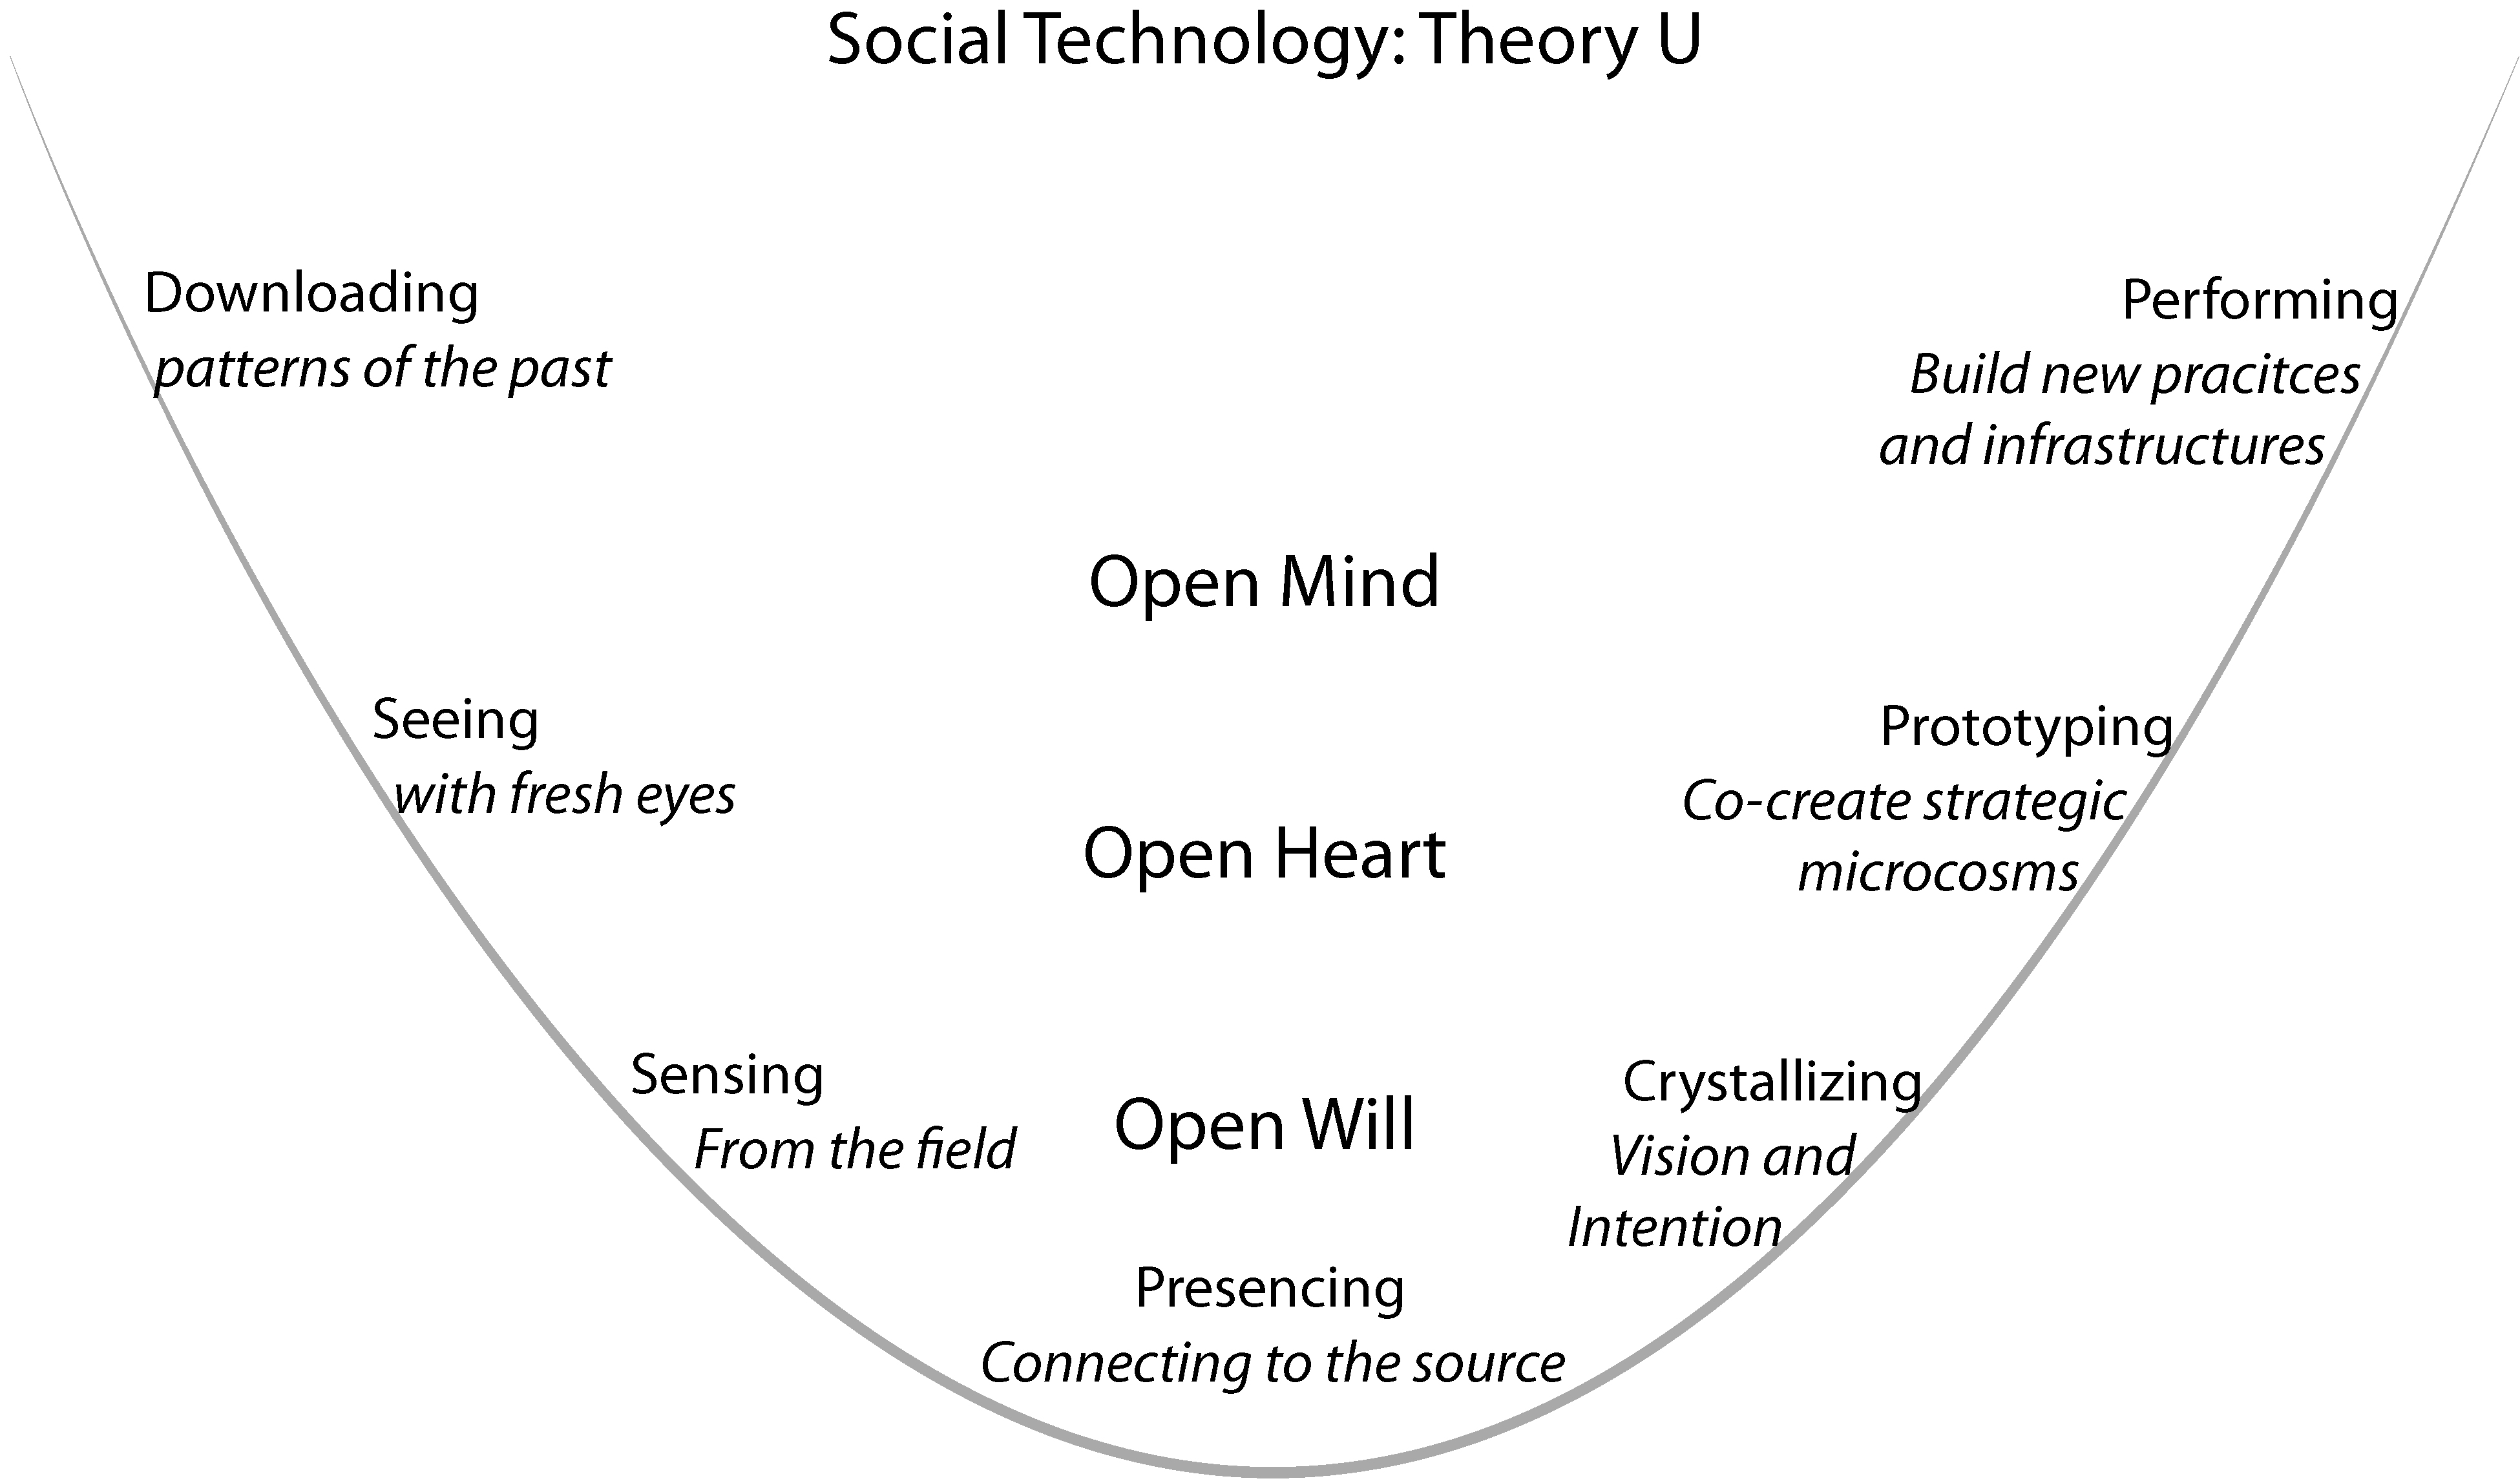 Social Technology: Theory U
Downloading
patterns of the past
Performing
Build new pracitces
and infrastructures
Open Mind
Seeing
with fresh eyes
Prototyping
Co-create strategic
microcosms
Open Heart
Sensing
From the field
Open Will
Crystallizing
Vision and
Intention
Presencing
Connecting to the source